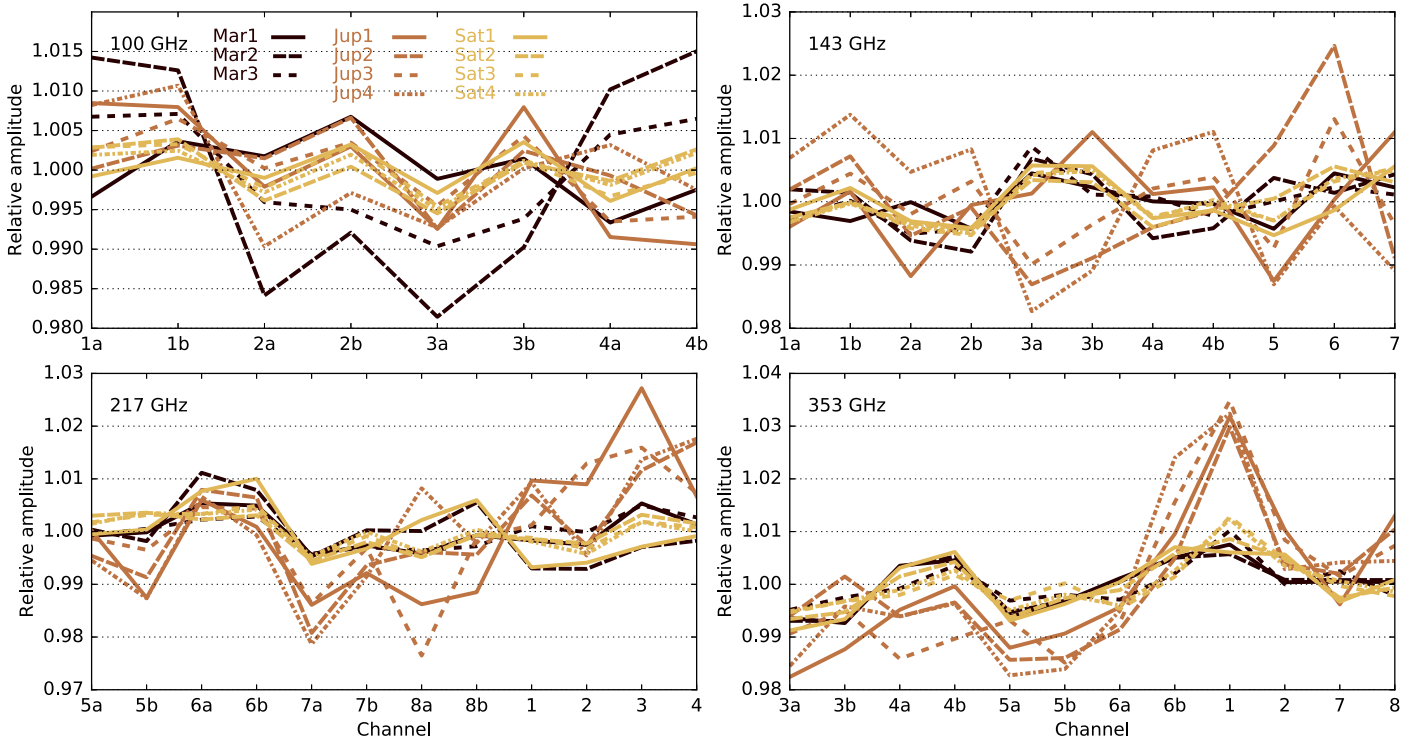 100 GHz
Mar1 Jup1 Sat1
Mar2 Jup2 Sat2
Mar3 Jup3 Sat3
Jup4 Sat4
Relative amplitude
1.015
1.010
1.005
1.000
0.995
0.990
0.985
0.980
1a 1b 2a 2b 3a 3b 4a 4b
143 GHz
Relative amplitude
1.03
1.02
1.01
1.00
0.99
0.98
1a 1b 2a 2b 3a 3b 4a 4b 5 6 7
217 GHz
Relative amplitude
1.03
1.02
1.01
1.00
0.99
0.98
0.97
5a 5b 6a 6b 7a 7b 8a 8b 1 2 3 4
Channel
353 GHz
Relative amplitude
1.04
1.03
1.02
1.01
1.00
0.99
0.98
3a 3b 4a 4b 5a 5b 6a 6b 1 2 7 8
Channel